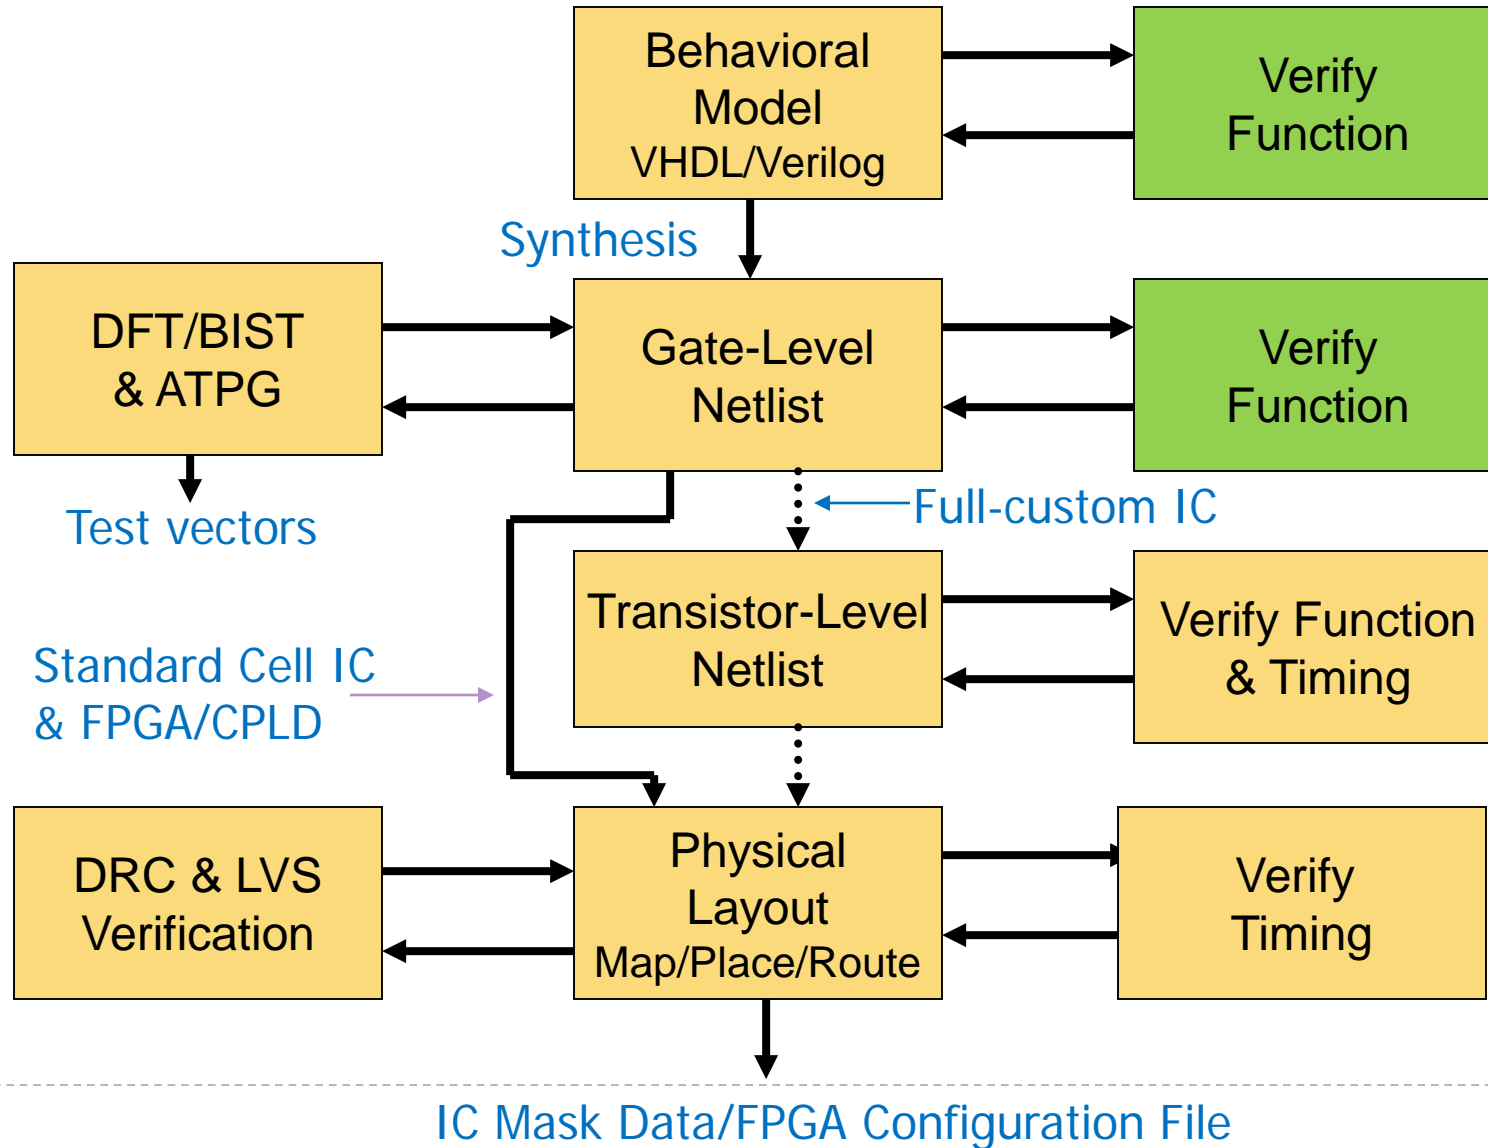 Behavioral
Model
VHDL/Verilog
Verify
Function
Synthesis
DFT/BIST
& ATPG
Gate-Level
Netlist
Verify
Function
Test vectors
Full-custom IC
Transistor-Level
Netlist
Verify Function
& Timing
Standard Cell IC
& FPGA/CPLD
DRC & LVS
Verification
Physical
Layout
Map/Place/Route
Verify
Timing
IC Mask Data/FPGA Configuration File